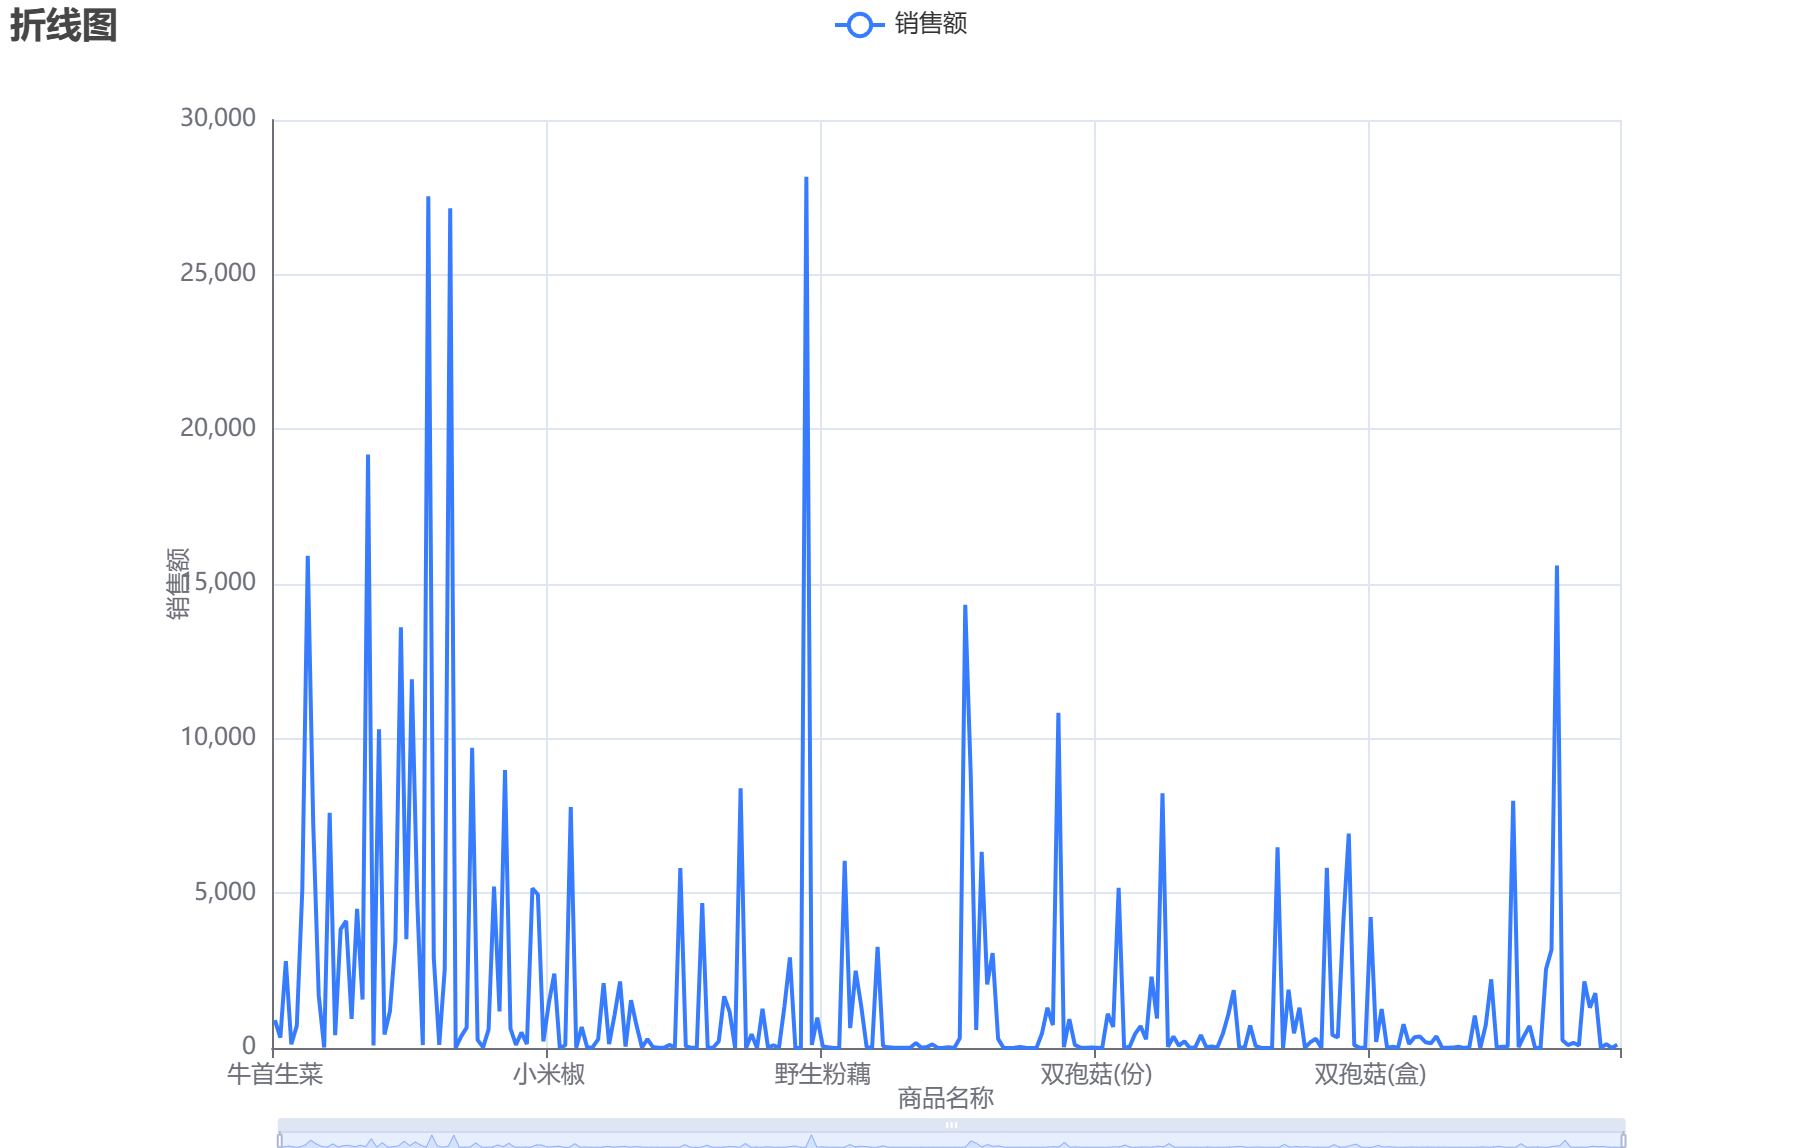 折线图
销售额
30,000
25,000
20,000
15,000
10,000
5,000
0
销售额
牛首生菜
小米椒
野生粉藕
双孢菇(份)
双孢菇(盒)
商品名称